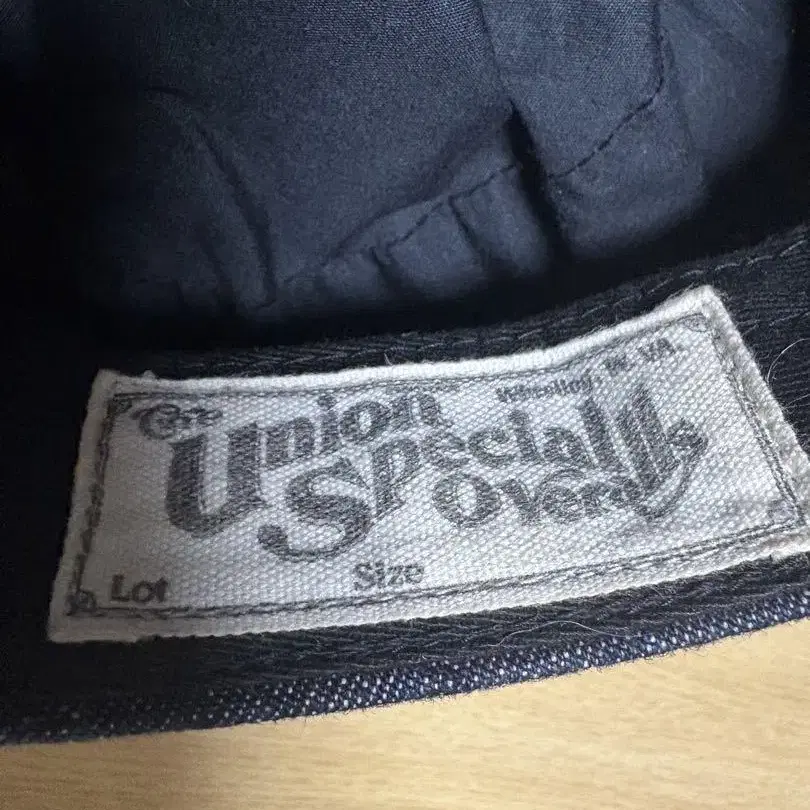 The
Wheeling, W. VA.
Union
Special
Overalls
Lot Size